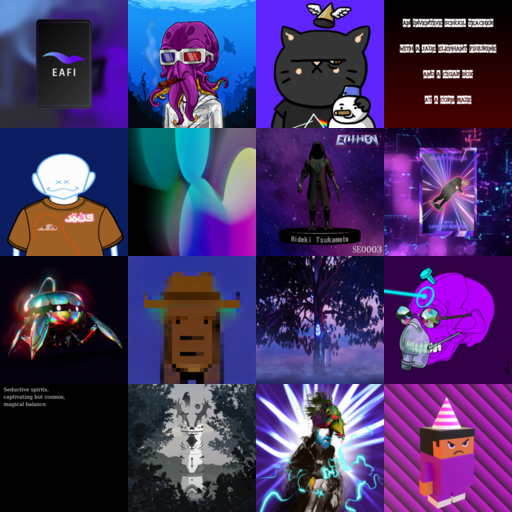 EAFI
AN INVENTIVE SCHOOL TEACHER
WITH A JADE ELEPHANT FIGURINE
AND A CIGAR BOX
AT A CORN MAZE
Hideki Tsukamoto
SE0003
Seductive spirits,
captivating hot cosmos,
magical balance.